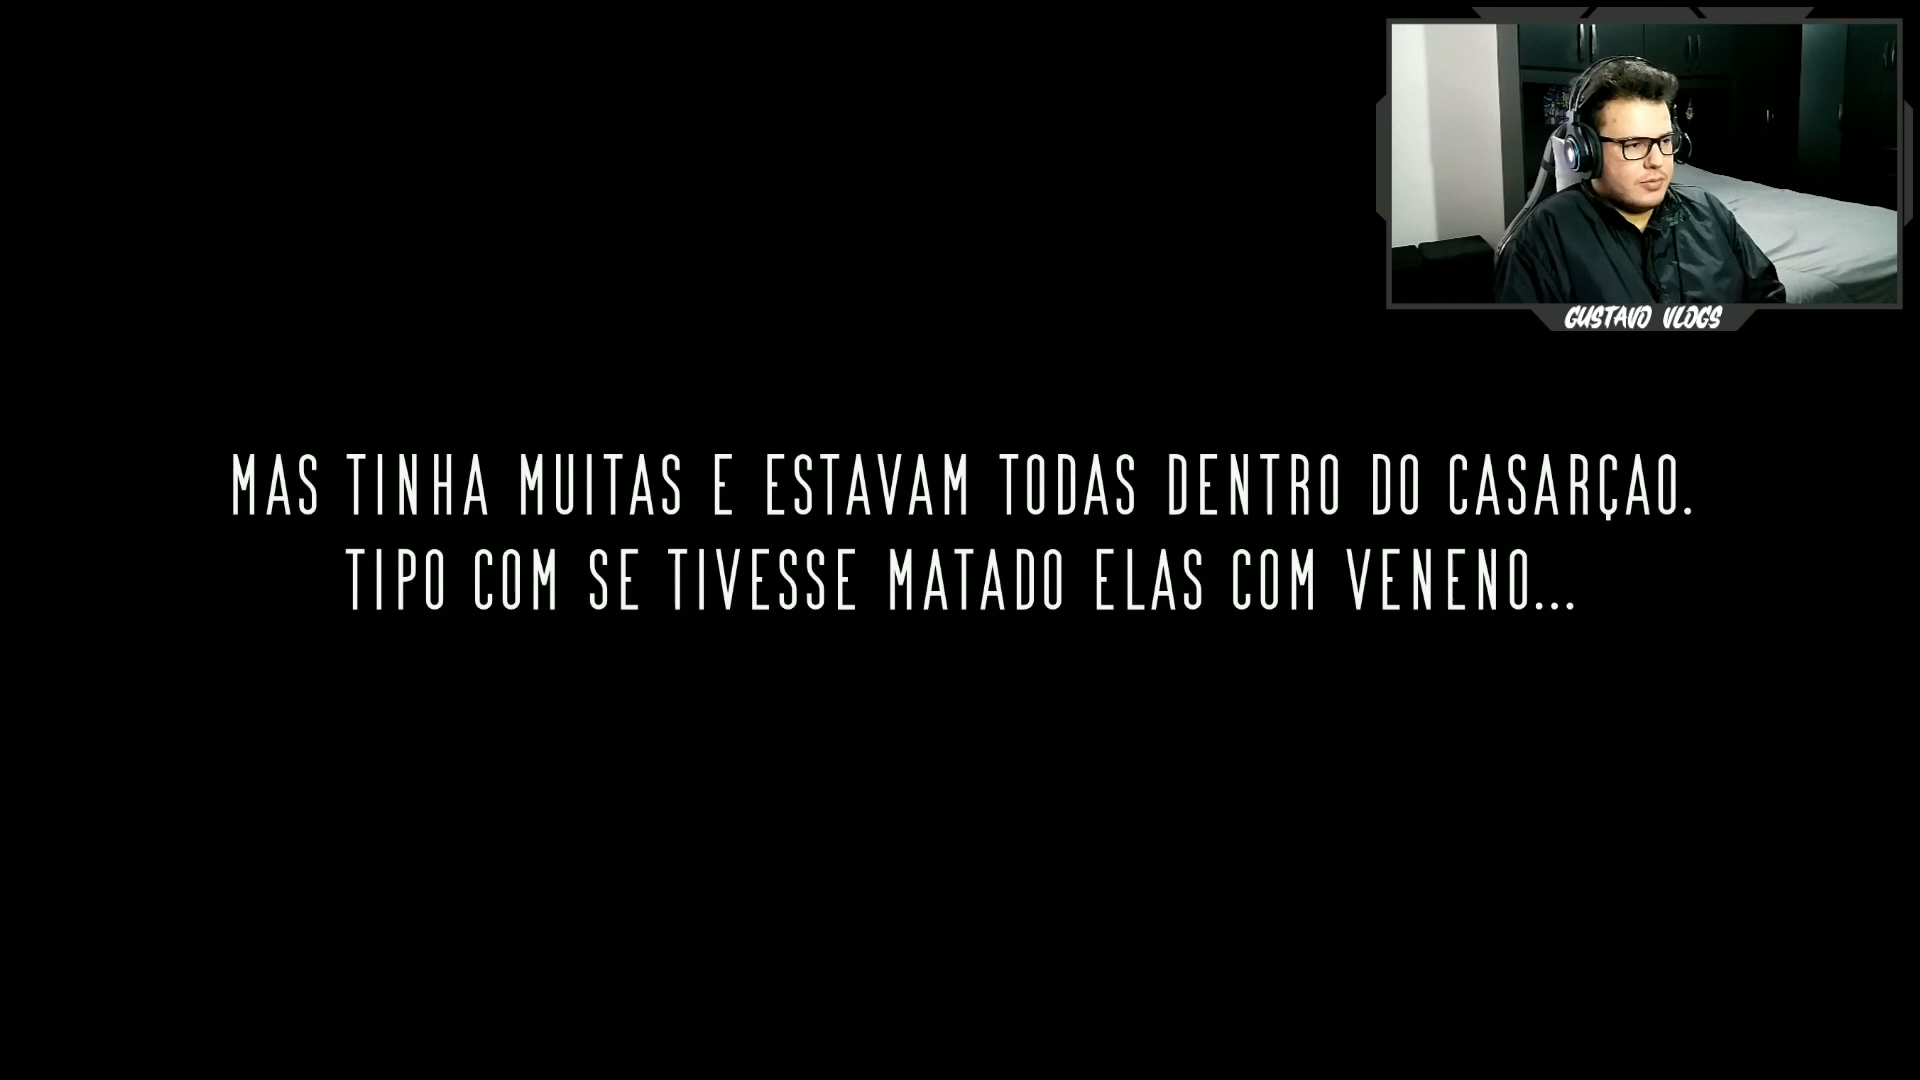 GUSTAVO VLOGS
MAS TINHA MUITAS E ESTAVAM TODAS DENTRO DO CASARÇAO.
TIPO COM SE TIVESSE MATADO ELAS COM VENENO...